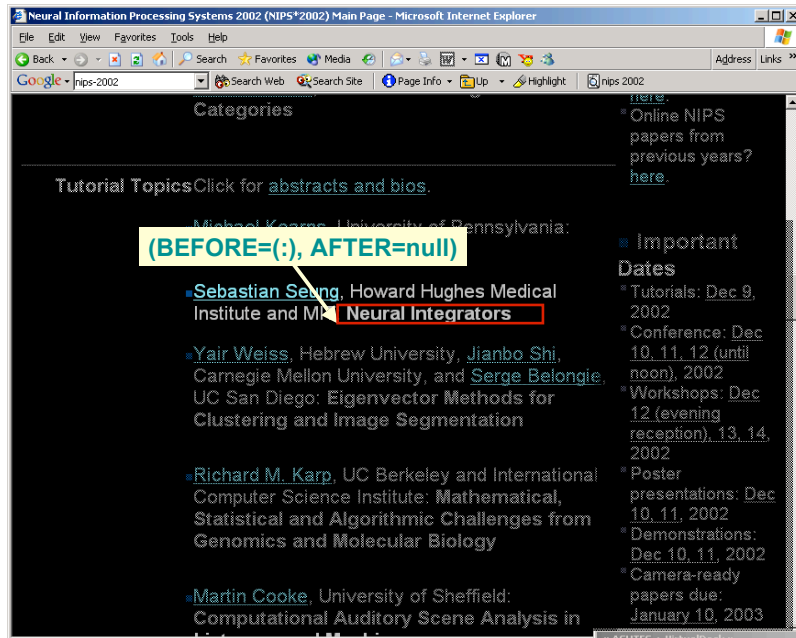 Neural Information Processing Systems 2002 (NIPS*2002) Main Page - Microsoft Internet Explorer
File Edit View Favorites Tools Help
Back Search Favorites Media Address Links »
Google nips-2002 Search Web Search Site Page Info Up Highlight nips 2002
Categories
Tutorial Topics Click for abstracts and bios.
Michael Kearns, University of Pennsylvania:
(BEFORE=(:), AFTER=null)
Sebastian Seung, Howard Hughes Medical
Institute and MI Neural Integrators
Yair Weiss, Hebrew University, Jianbo Shi,
Carnegie Mellon University, and Serge Belongie,
UC San Diego: Eigenvector Methods for
Clustering and Image Segmentation
Richard M. Karp, UC Berkeley and International
Computer Science Institute: Mathematical,
Statistical and Algorithmic Challenges from
Genomics and Molecular Biology
Martin Cooke, University of Sheffield:
Computational Auditory Scene Analysis in
here.
Online NIPS
papers from
previous years?
here.
Important
Dates
Tutorials: Dec 9,
2002
Conference: Dec
10, 11, 12 (until
noon), 2002
Workshops: Dec
12 (evening
reception), 13, 14,
2002
Poster
presentations: Dec
10, 11, 2002
Demonstrations:
Dec 10, 11, 2002
Camera-ready
papers due:
January 10, 2003